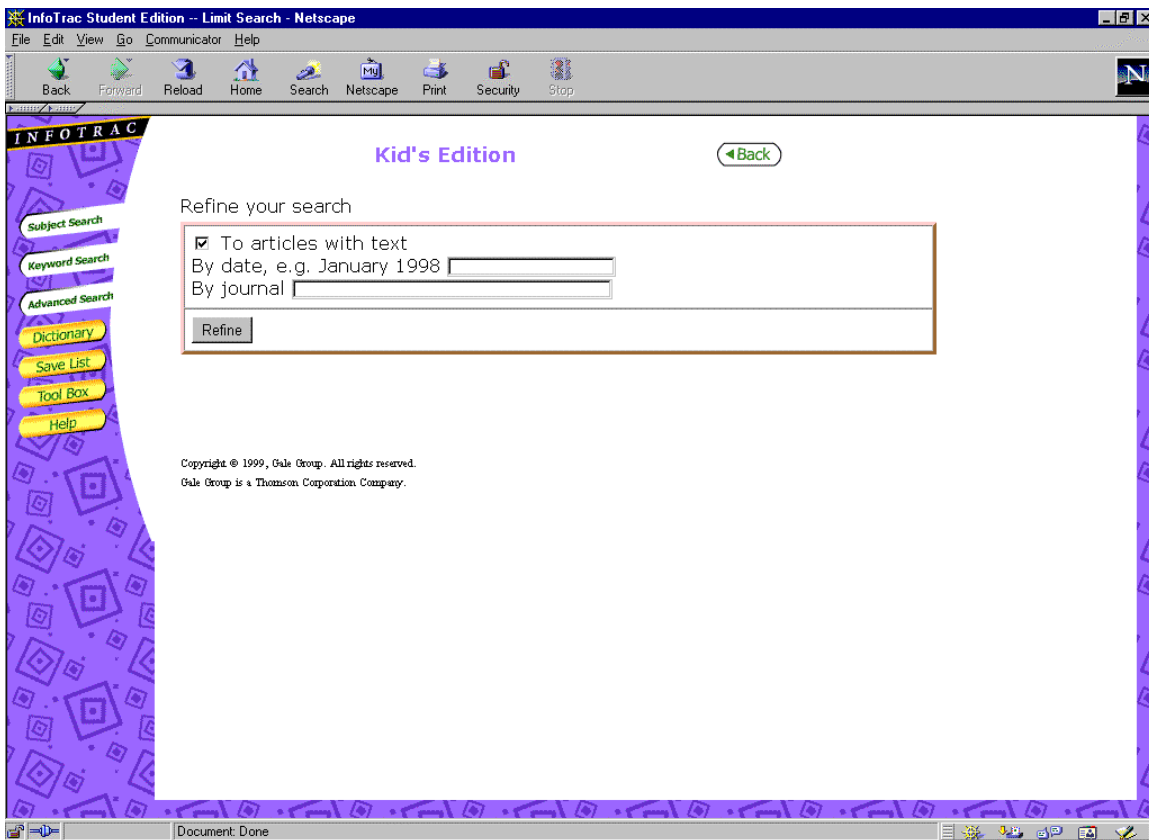 InfoTrac Student Edition -- Limit Search - Netscape
File Edit View Go Communicator Help
My N
Back Forward Reload Home Search Netscape Print Security Stop
INFOTRAC
Kid's Edition
Back
Refine your search
Subject Search
To articles with text
Keyword Search
By date, e.g. January 1998
By journal
Advanced Search
Refine
Dictionary
Save List
Tool Box
Help
Copyright © 1999, Gale Group. All rights reserved.
Gale Group is a Thomson Corporation Company.
Document: Done